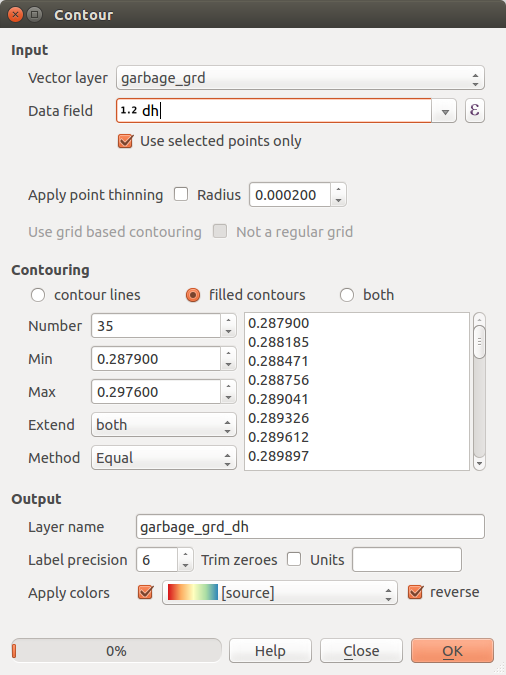 Contour
Input
Vector layer garbage_grd
Data field 1.2 dh ε
Use selected points only
Apply point thinning Radius 0.000200
Use grid based contouring Not a regular grid
Contouring
contour lines filled contours both
Number 35
Min 0.287900
Max 0.297600
Extend both
Method Equal
0.287900
0.288185
0.288471
0.288756
0.289041
0.289326
0.289612
0.289897
Output
Layer name garbage_grd_dh
Label precision 6 Trim zeroes Units
Apply colors [source] reverse
0% Help Close OK